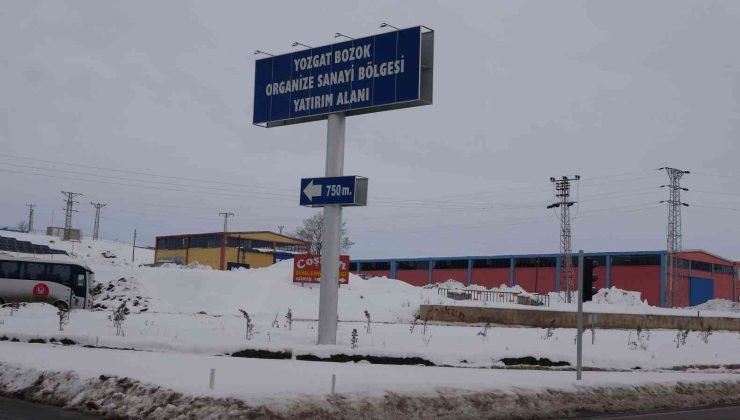 YOZGAT BOZOK
ORGANİZE SANAYİ BÖLGESİ
YATIRIM ALANI
750 m.